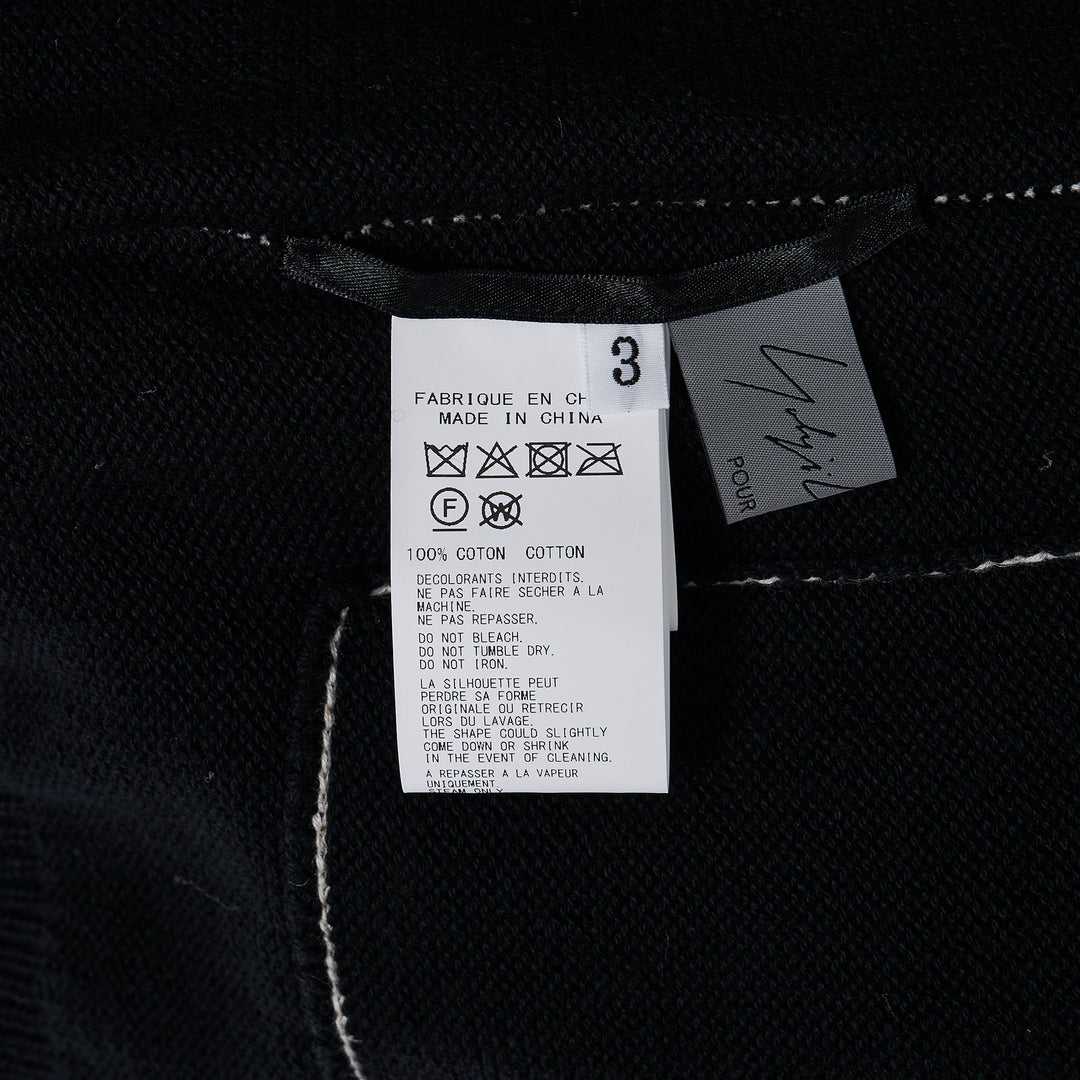 3
FABRIQUE EN CH
MADE IN CHINA
F
W
100% COTON COTTON
DECOLORANTS INTERDITS.
NE PAS FAIRE SECHER A LA
MACHINE.
NE PAS REPASSER.
DO NOT BLEACH.
DO NOT TUMBLE DRY.
DO NOT IRON.
LA SILHOUETTE PEUT
PERDRE SA FORME
ORIGINALE OU RETRECIR
LORS DU LAVAGE.
THE SHAPE COULD SLIGHTLY
COME DOWN OR SHRINK
IN THE EVENT OF CLEANING.
A REPASSER A LA VAPEUR
UNIQUEMENT.
STEAM ONLY
POUR